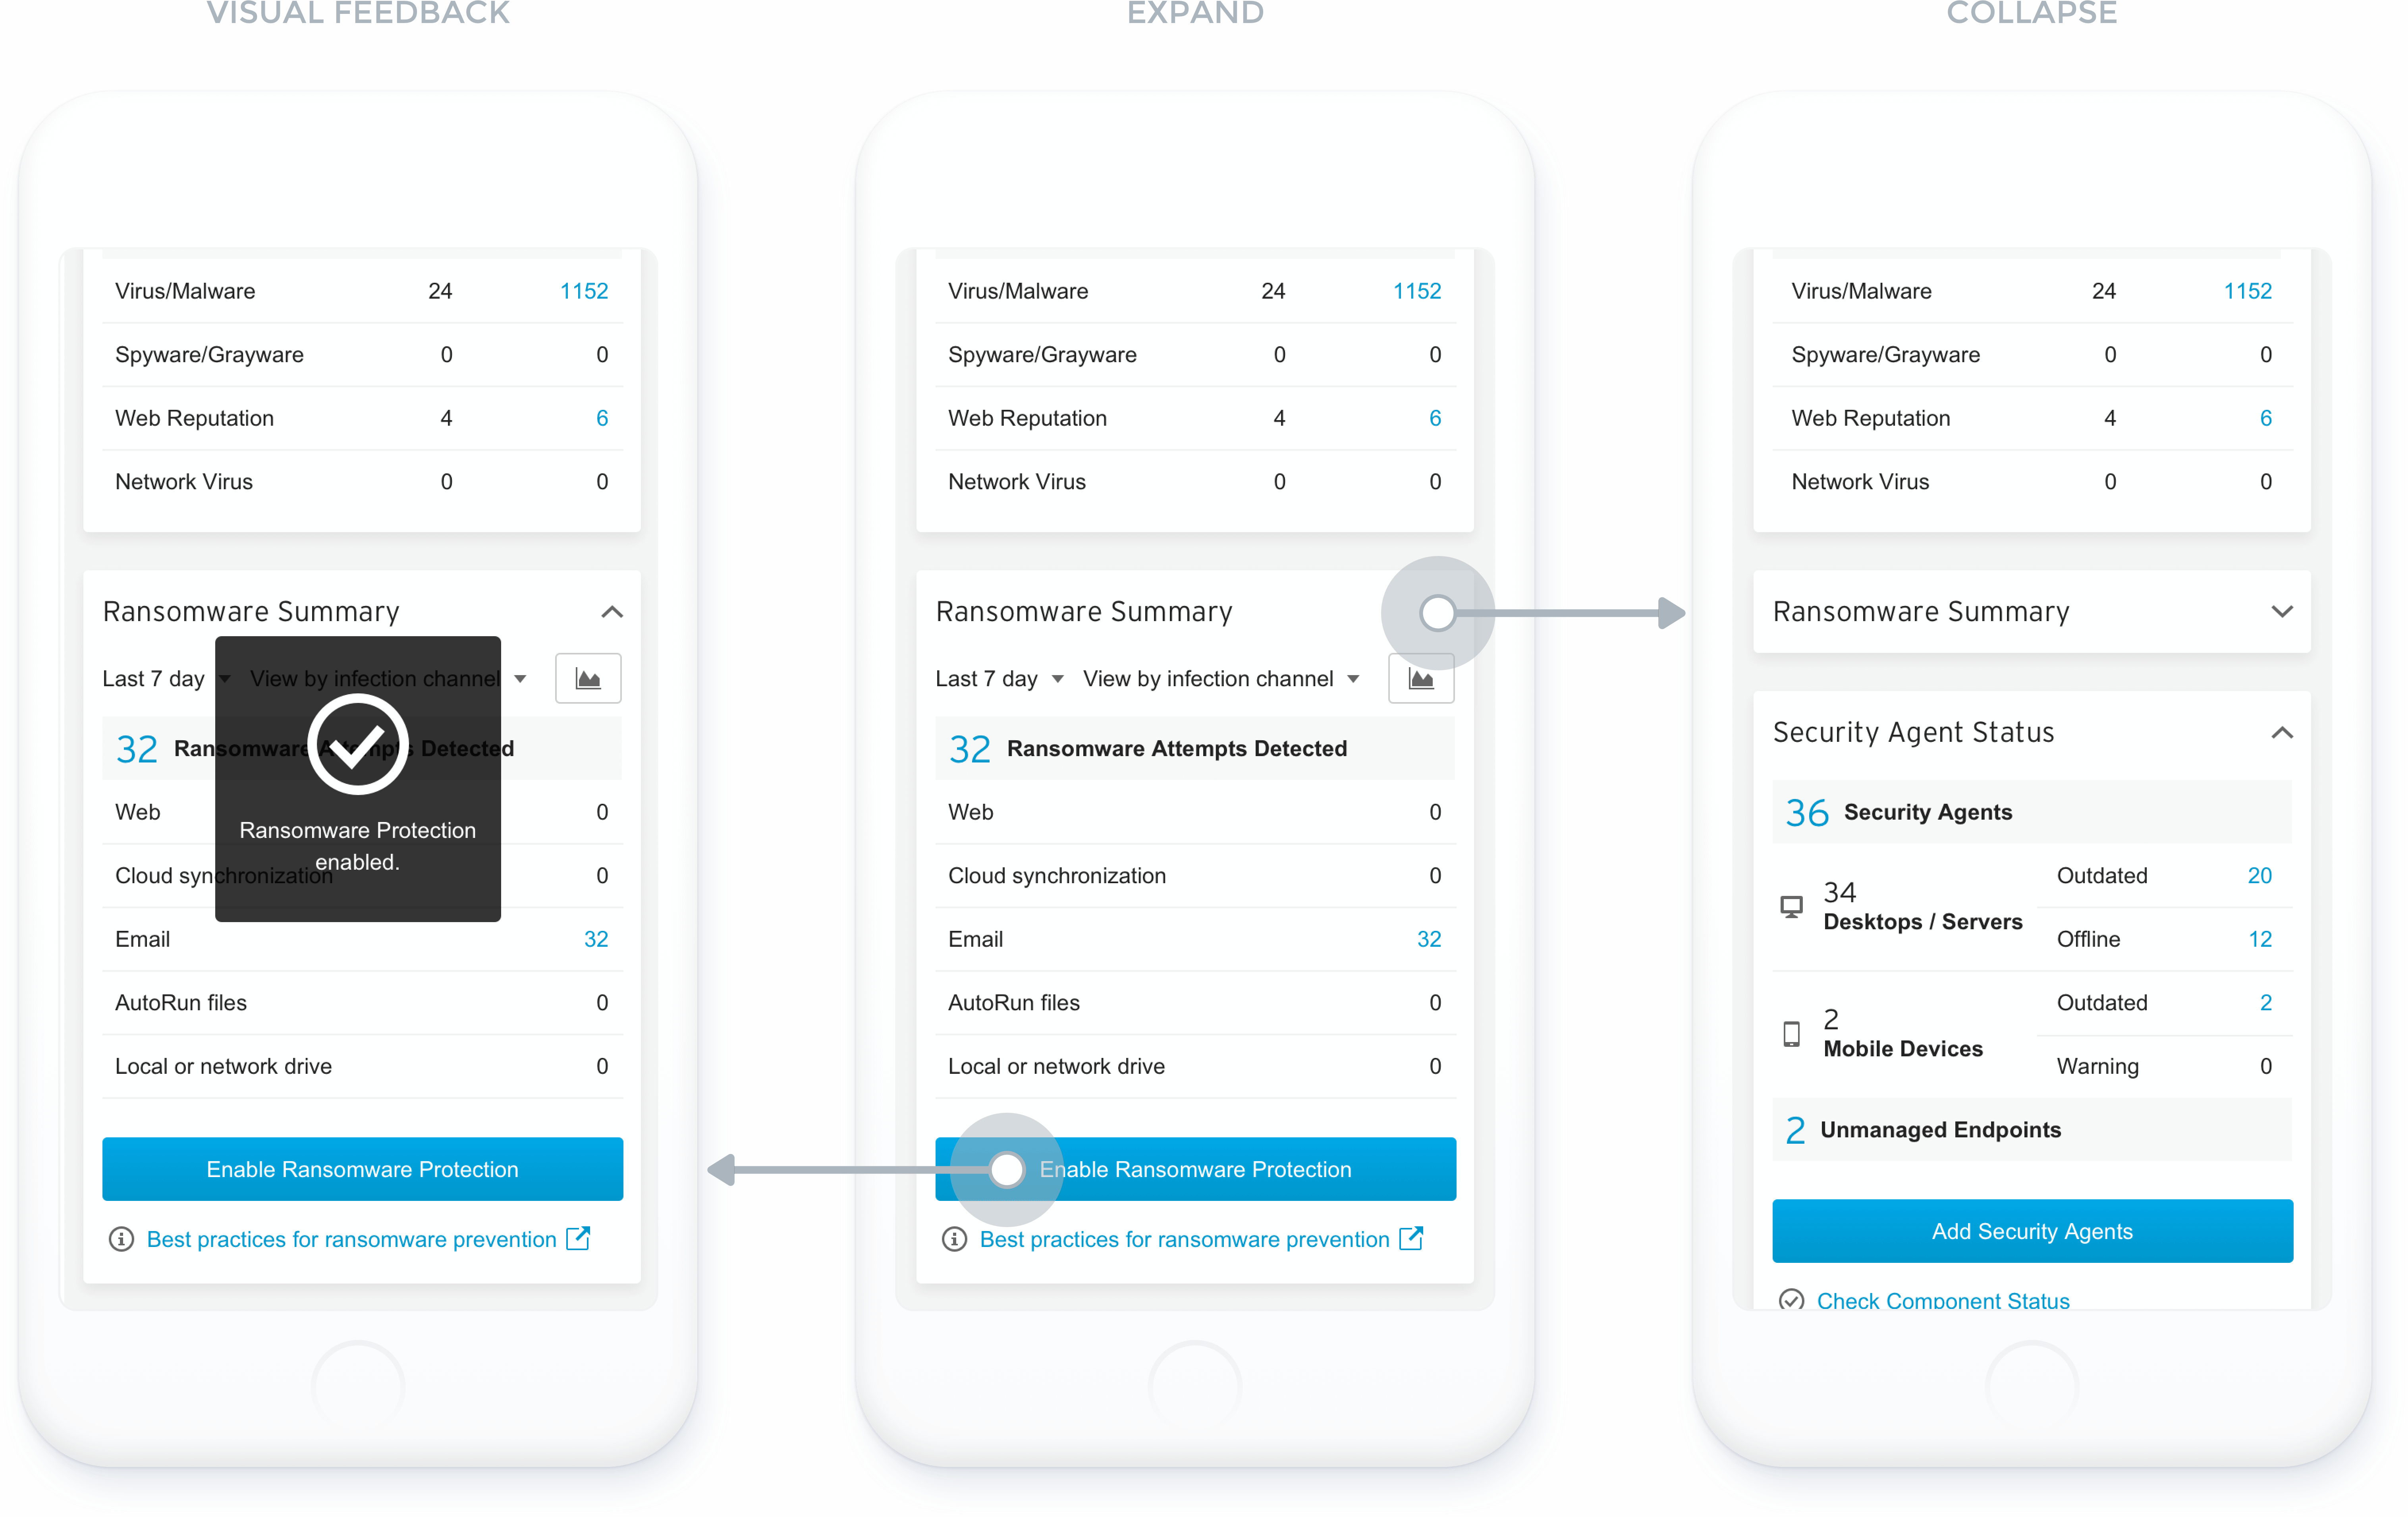 VISUAL FEEDBACK
Virus/Malware 24 1152
Spyware/Grayware 0 0
Web Reputation 4 6
Network Virus 0 0
Ransomware Summary
Last 7 day View by infection channel
32 Ransomware Attempts Detected
Web 0
Ransomware Protection
enabled.
Cloud synchronization 0
Email 32
AutoRun files 0
Local or network drive 0
Enable Ransomware Protection
Best practices for ransomware prevention
EXPAND
Virus/Malware 24 1152
Spyware/Grayware 0 0
Web Reputation 4 6
Network Virus 0 0
Ransomware Summary
Last 7 day View by infection channel
32 Ransomware Attempts Detected
Web 0
Cloud synchronization 0
Email 32
AutoRun files 0
Local or network drive 0
Enable Ransomware Protection
Best practices for ransomware prevention
COLLAPSE
Virus/Malware 24 1152
Spyware/Grayware 0 0
Web Reputation 4 6
Network Virus 0 0
Ransomware Summary
Security Agent Status
36 Security Agents
34
Desktops / Servers
Outdated 20
Offline 12
2
Mobile Devices
Outdated 2
Warning 0
2 Unmanaged Endpoints
Add Security Agents
Check Component Status